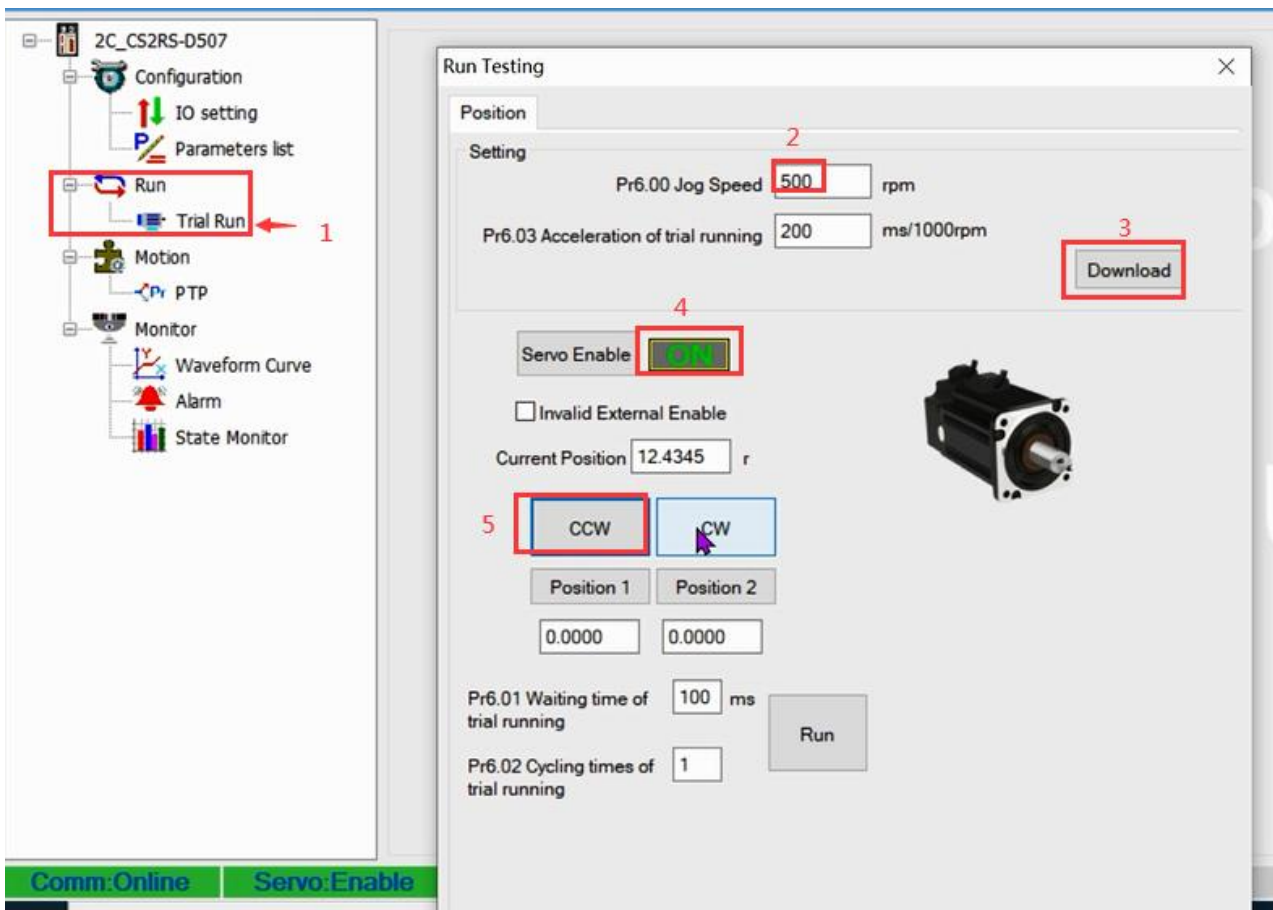 2C_CS2RS-D507
Configuration
IO setting
Parameters list
Run
Trial Run
1
Motion
PTP
Monitor
Waveform Curve
Alarm
State Monitor
Comm:Online Servo:Enable
Run Testing
Position
Setting
2
Pr6.00 Jog Speed 500 rpm
Pr6.03 Acceleration of trial running 200 ms/1000rpm
3
Download
4
Servo Enable ON
Invalid External Enable
Current Position 12.4345 r
5 CCW CW
Position 1 Position 2
0.0000 0.0000
Pr6.01 Waiting time of
trial running
100 ms
Run
Pr6.02 Cycling times of
trial running
1